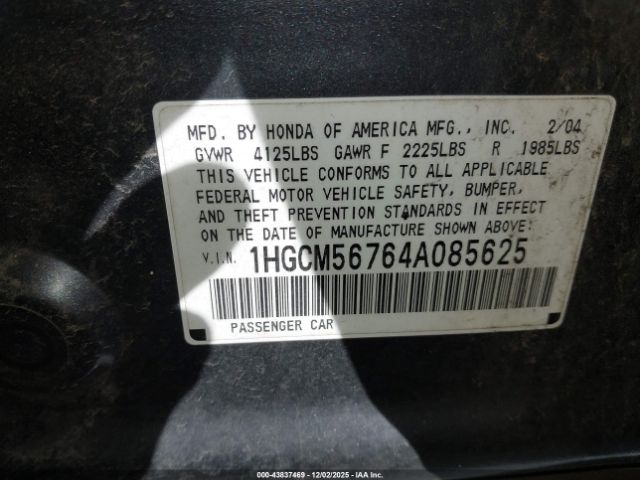 MFD. BY HONDA OF AMERICA MFG., INC. 2/04
GVWR 4125LBS GAWR F 2225LBS R 1985LBS
THIS VEHICLE CONFORMS TO ALL APPLICABLE
FEDERAL MOTOR VEHICLE SAFETY, BUMPER,
AND THEFT PREVENTION STANDARDS IN EFFECT
ON THE DATE OF MANUFACTURE SHOWN ABOVE.
V.I.N. 1HGCM56764A085625
PASSENGER CAR
000-43837469 - 12/02/2025 - IAA Inc.